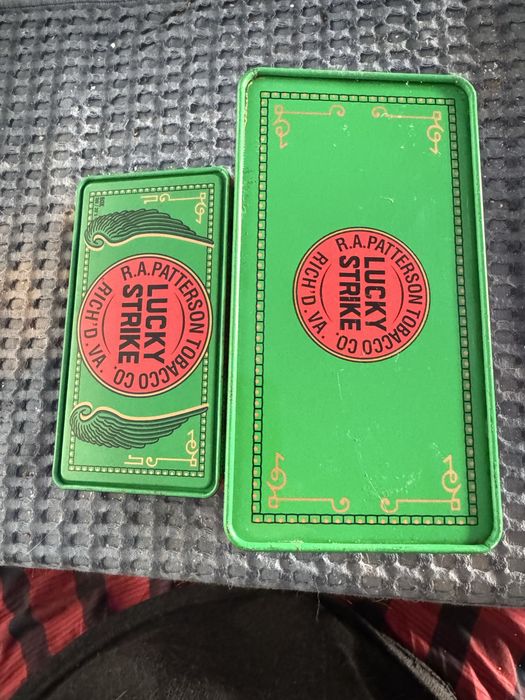 R.A. PATTERSON TOBACCO CO.
LUCKY
STRIKE
RICH'D. VA.
R.A. PATTERSON TOBACCO CO.
LUCKY
STRIKE
RICH'D. VA.